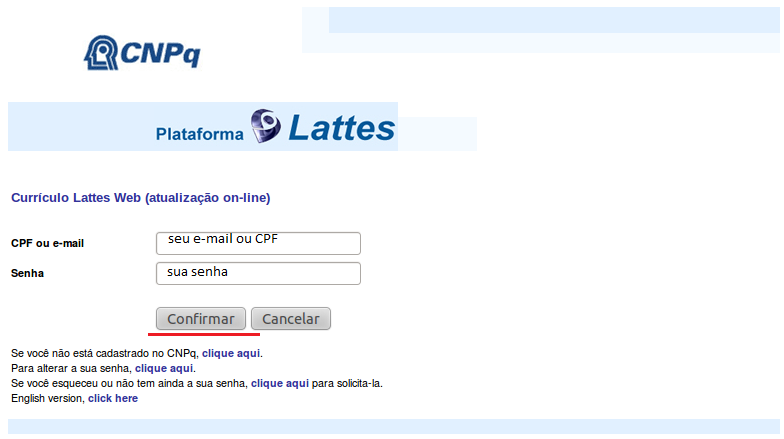 CNPq
Plataforma Lattes
Currículo Lattes Web (atualização on-line)
CPF ou e-mail seu e-mail ou CPF
Senha sua senha
Confirmar Cancelar
Se você não está cadastrado no CNPq, clique aqui.
Para alterar a sua senha, clique aqui.
Se você esqueceu ou não tem ainda a sua senha, clique aqui para solicita-la.
English version, click here